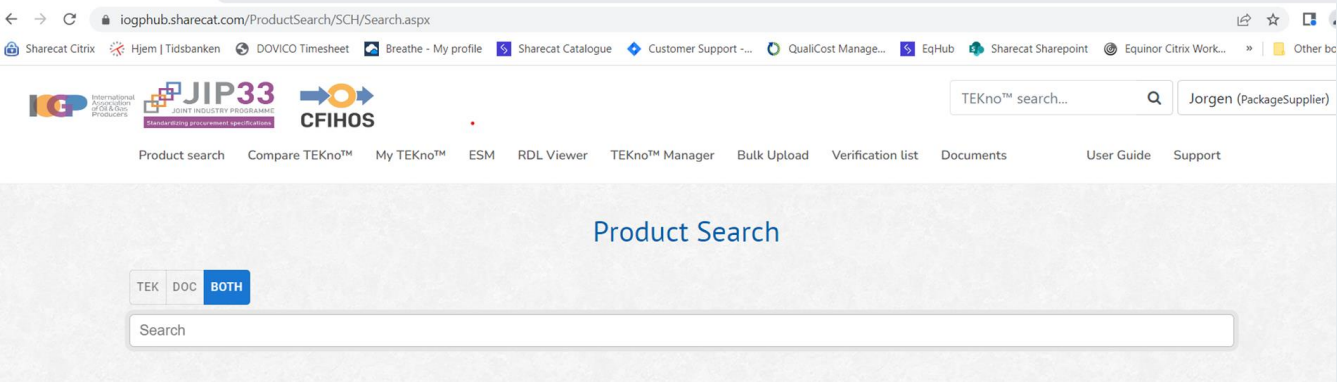 iogphub.sharecat.com/ProductSearch/SCH/Search.aspx
Sharecat Citrix Hjem | Tidsbanken DOVICO Timesheet Breathe - My profile Sharecat Catalogue Customer Support -... QualiCost Manage... EqHub Sharecat Sharepoint Equinor Citrix Work... » Other bo
IOGP International Association of Oil & Gas Producers
JIP33
JOINT INDUSTRY PROGRAMME
Standardizing procurement specifications
CFIHOS
TEKno™ search...
Jorgen (PackageSupplier)
Product search Compare TEKno™ My TEKno™ ESM RDL Viewer TEKno™ Manager Bulk Upload Verification list Documents User Guide Support
Product Search
TEK DOC BOTH
Search